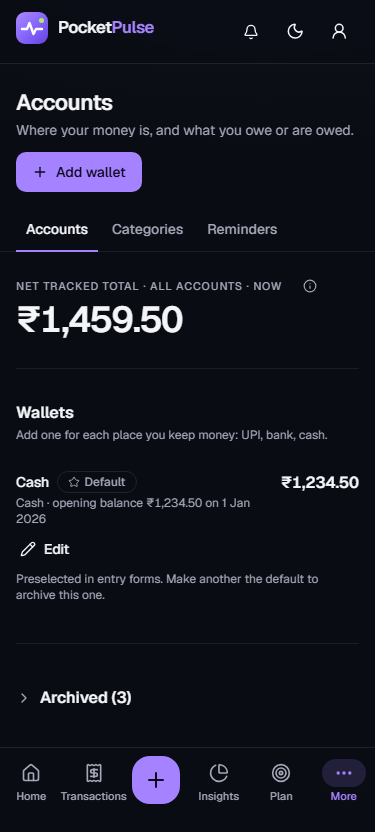 PocketPulse
Accounts
Where your money is, and what you owe or are owed.
Add wallet
Accounts Categories Reminders
NET TRACKED TOTAL · ALL ACCOUNTS · NOW
₹1,459.50
Wallets
Add one for each place you keep money: UPI, bank, cash.
Cash Default ₹1,234.50
Cash · opening balance ₹1,234.50 on 1 Jan
2026
Edit
Preselected in entry forms. Make another the default to
archive this one.
Archived (3)
Home Transactions Insights Plan More